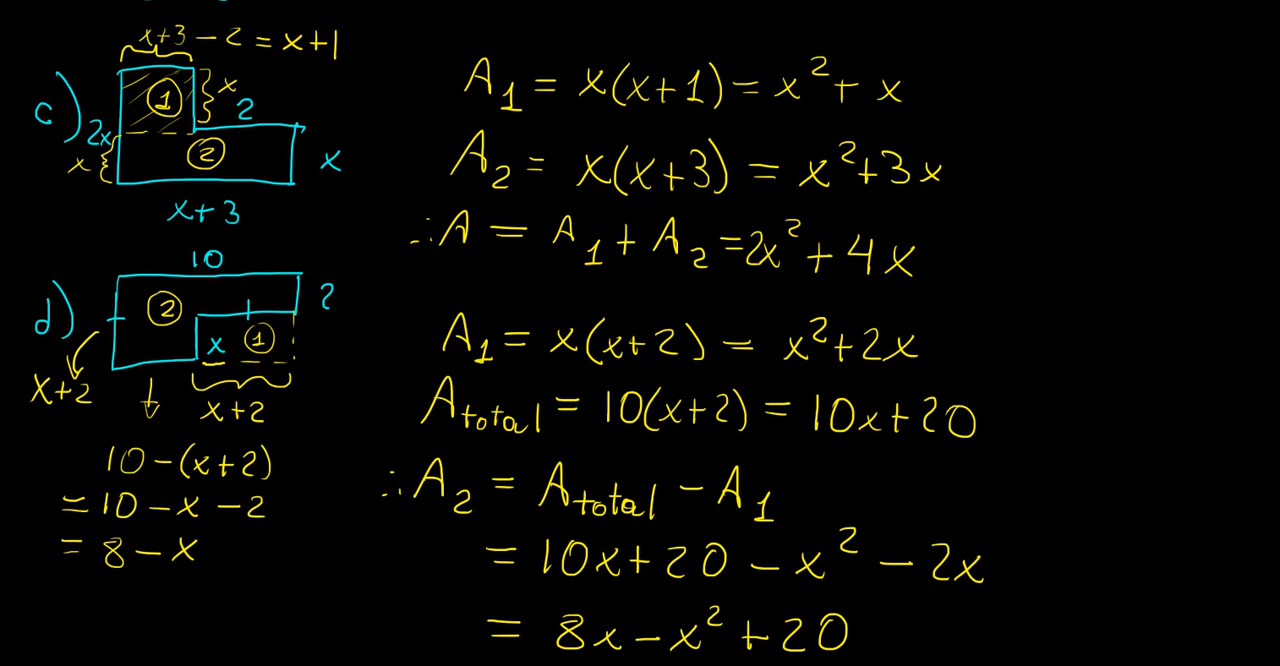 x+3 - 2 = x+1
c)
1
x
2
2x
x
2
x
x+3
A₁ = x(x+1) = x² + x
A₂ = x(x+3) = x²+3x
∴A = A₁ + A₂ = 2x² + 4x
10
d)
2
2
x
1
x+2
x+2
10-(x+2)
= 10 - x - 2
= 8 - x
A₁ = x(x+2) = x²+2x
A total = 10(x+2) = 10x+20
∴A₂ = A total - A₁
= 10x+20 - x² - 2x
= 8x - x² + 20